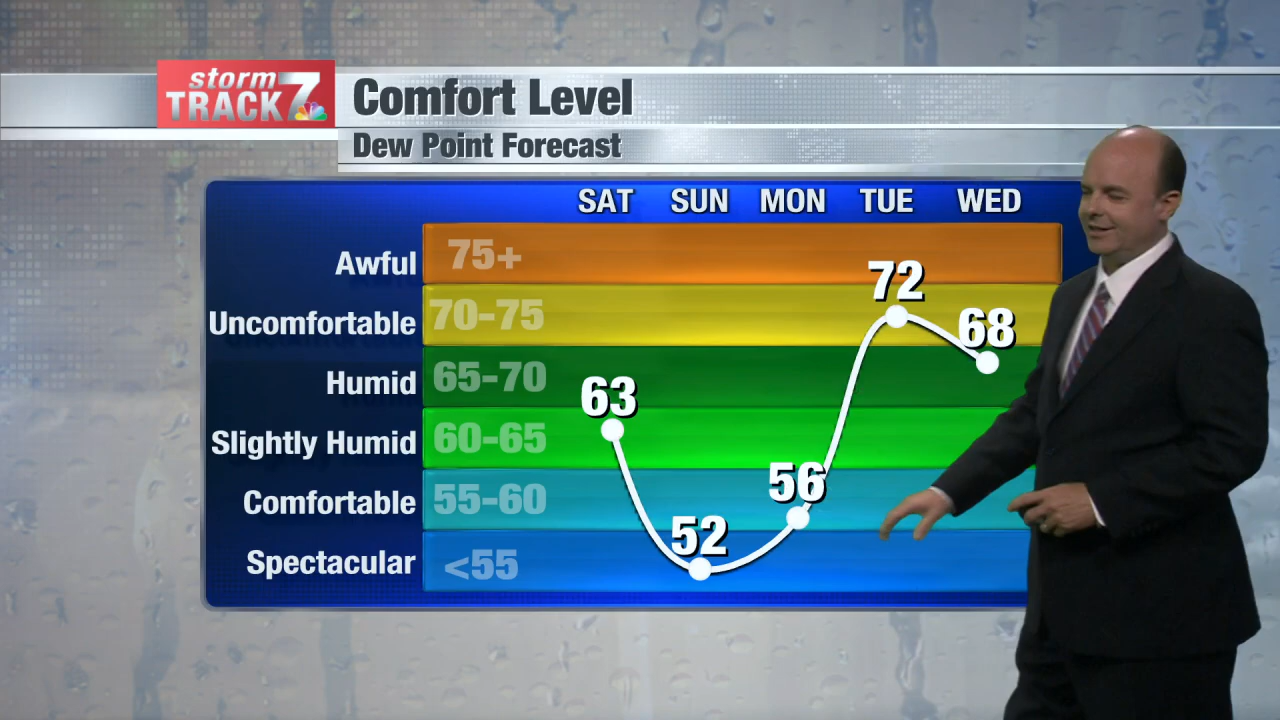 storm
TRACK 7
Comfort Level
Dew Point Forecast
SAT SUN MON TUE WED
Awful 75+
Uncomfortable 70-75
Humid 65-70
Slightly Humid 60-65
Comfortable 55-60
Spectacular <55
63
52
56
72
68